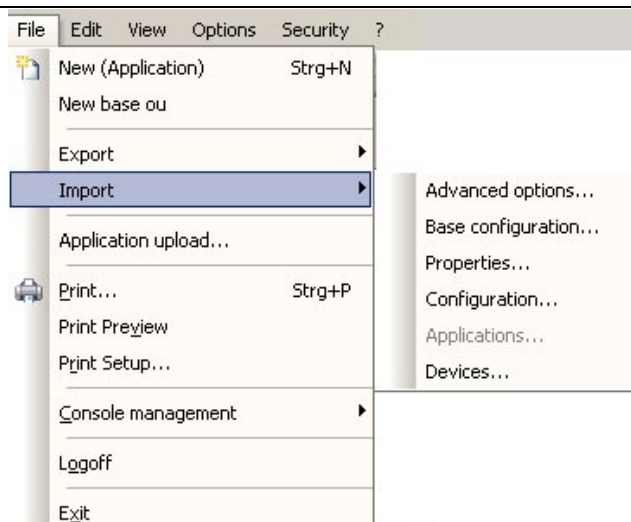 File Edit View Options Security ?
New (Application) Strg+N
New base ou
Export
Import
Advanced options...
Base configuration...
Properties...
Configuration...
Applications...
Devices...
Application upload...
Print... Strg+P
Print Preview
Print Setup...
Console management
Logoff
Exit